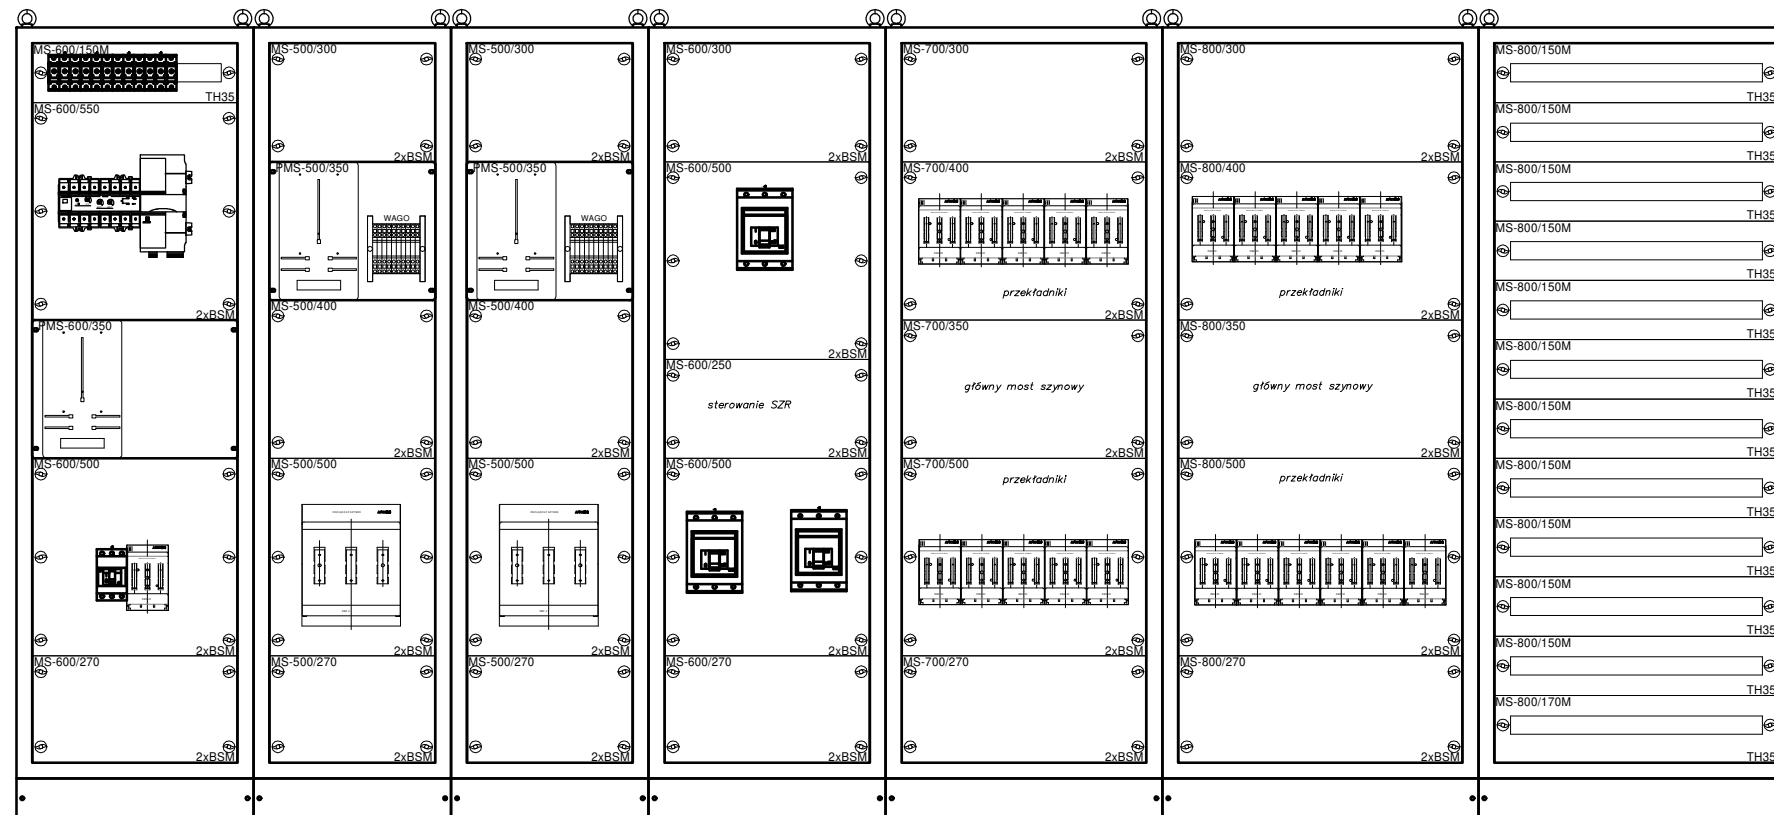 MS-600/150M
TH35
MS-600/550
2xBSM
PMS-600/350
MS-600/500
2xBSM
MS-600/270
2xBSM
MS-500/300
2xBSM
PMS-500/350
WAGO
MS-500/400
2xBSM
MS-500/500
2xBSM
MS-500/270
2xBSM
MS-500/300
2xBSM
PMS-500/350
WAGO
MS-500/400
2xBSM
MS-500/500
2xBSM
MS-500/270
2xBSM
MS-600/300
2xBSM
MS-600/500
2xBSM
MS-600/250
sterowanie SZR
MS-600/500
2xBSM
MS-600/270
2xBSM
MS-700/300
2xBSM
MS-700/400
przekładniki
2xBSM
MS-700/350
główny most szynowy
2xBSM
MS-700/500
przekładniki
2xBSM
MS-700/270
2xBSM
MS-800/300
2xBSM
MS-800/400
przekładniki
2xBSM
MS-800/350
główny most szynowy
2xBSM
MS-800/500
przekładniki
2xBSM
MS-800/270
2xBSM
MS-800/150M
TH35
MS-800/150M
TH35
MS-800/150M
TH35
MS-800/150M
TH35
MS-800/150M
TH35
MS-800/150M
TH35
MS-800/150M
TH35
MS-800/150M
TH35
MS-800/150M
TH35
MS-800/150M
TH35
MS-800/150M
TH35
MS-800/170M
TH35